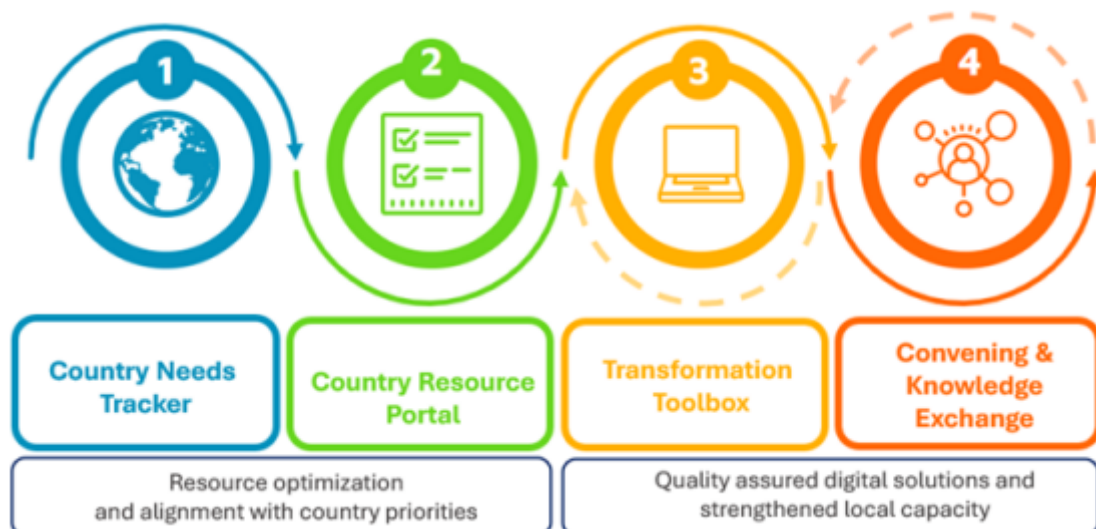 1
2
3
4
Country Needs
Tracker
Country Resource
Portal
Transformation
Toolbox
Convening &
Knowledge
Exchange
Resource optimization
and alignment with country priorities
Quality assured digital solutions and
strengthened local capacity